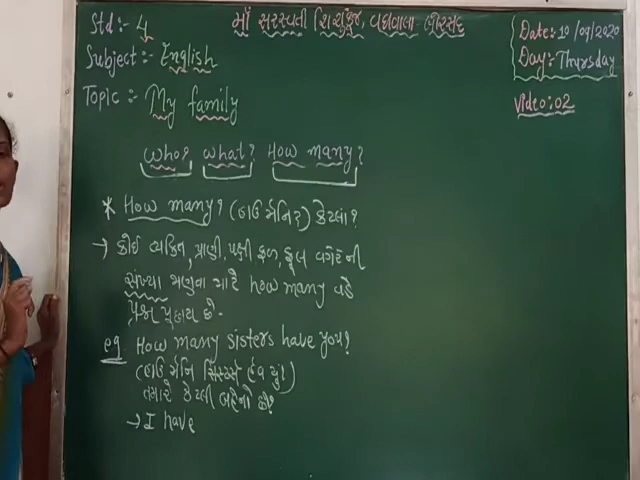 Std :- 4
માઁ સરસ્વતી શિશુકુંજ, વહેવાલ બોરસદ
Date:- 10/09/2020
Subject:- English
Day:- Thursday
Topic :- My family
Video:02
Who? what? How many?
* How many? (હાઉ મેનિ?) કેટલા?
→ કોઈ વ્યક્તિ, પ્રાણી, પક્ષી ફળ, ફૂલ વગેરેની
સંખ્યા જાણવા માટે how many વડે
પ્રશ્ન પૂછાય છે.
eg How many sisters have you?
(હાઉ મેનિ સિસ્ટર્સ હેવ યુ?)
તમારે કેટલી બહેનો છે?
→ I have